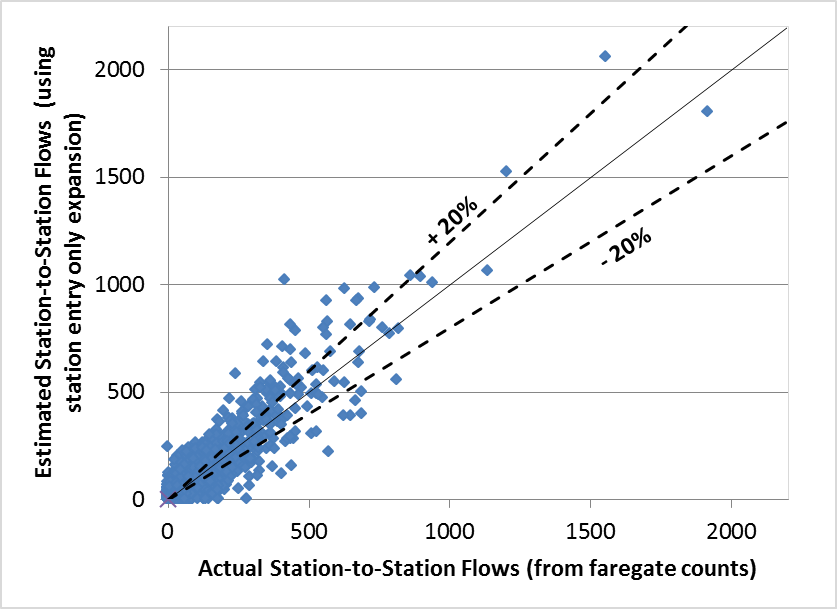 Estimated Station-to-Station Flows (using
station entry only expansion)
2000
1500
1000
500
0
+ 20%
- 20%
0 500 1000 1500 2000
Actual Station-to-Station Flows (from faregate counts)